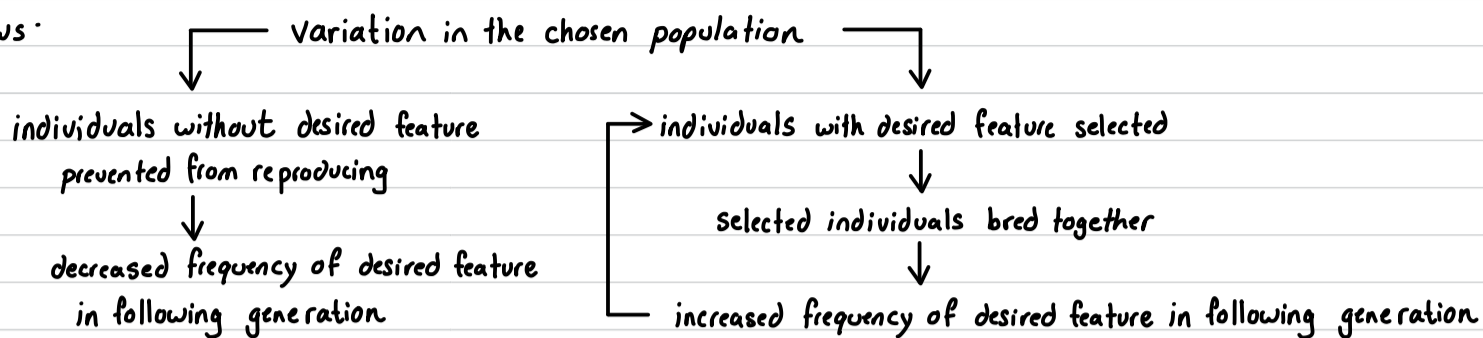 us.
variation in the chosen population
individuals without desired feature
prevented from reproducing
decreased frequency of desired feature
in following generation
individuals with desired feature selected
selected individuals bred together
increased frequency of desired feature in following generation